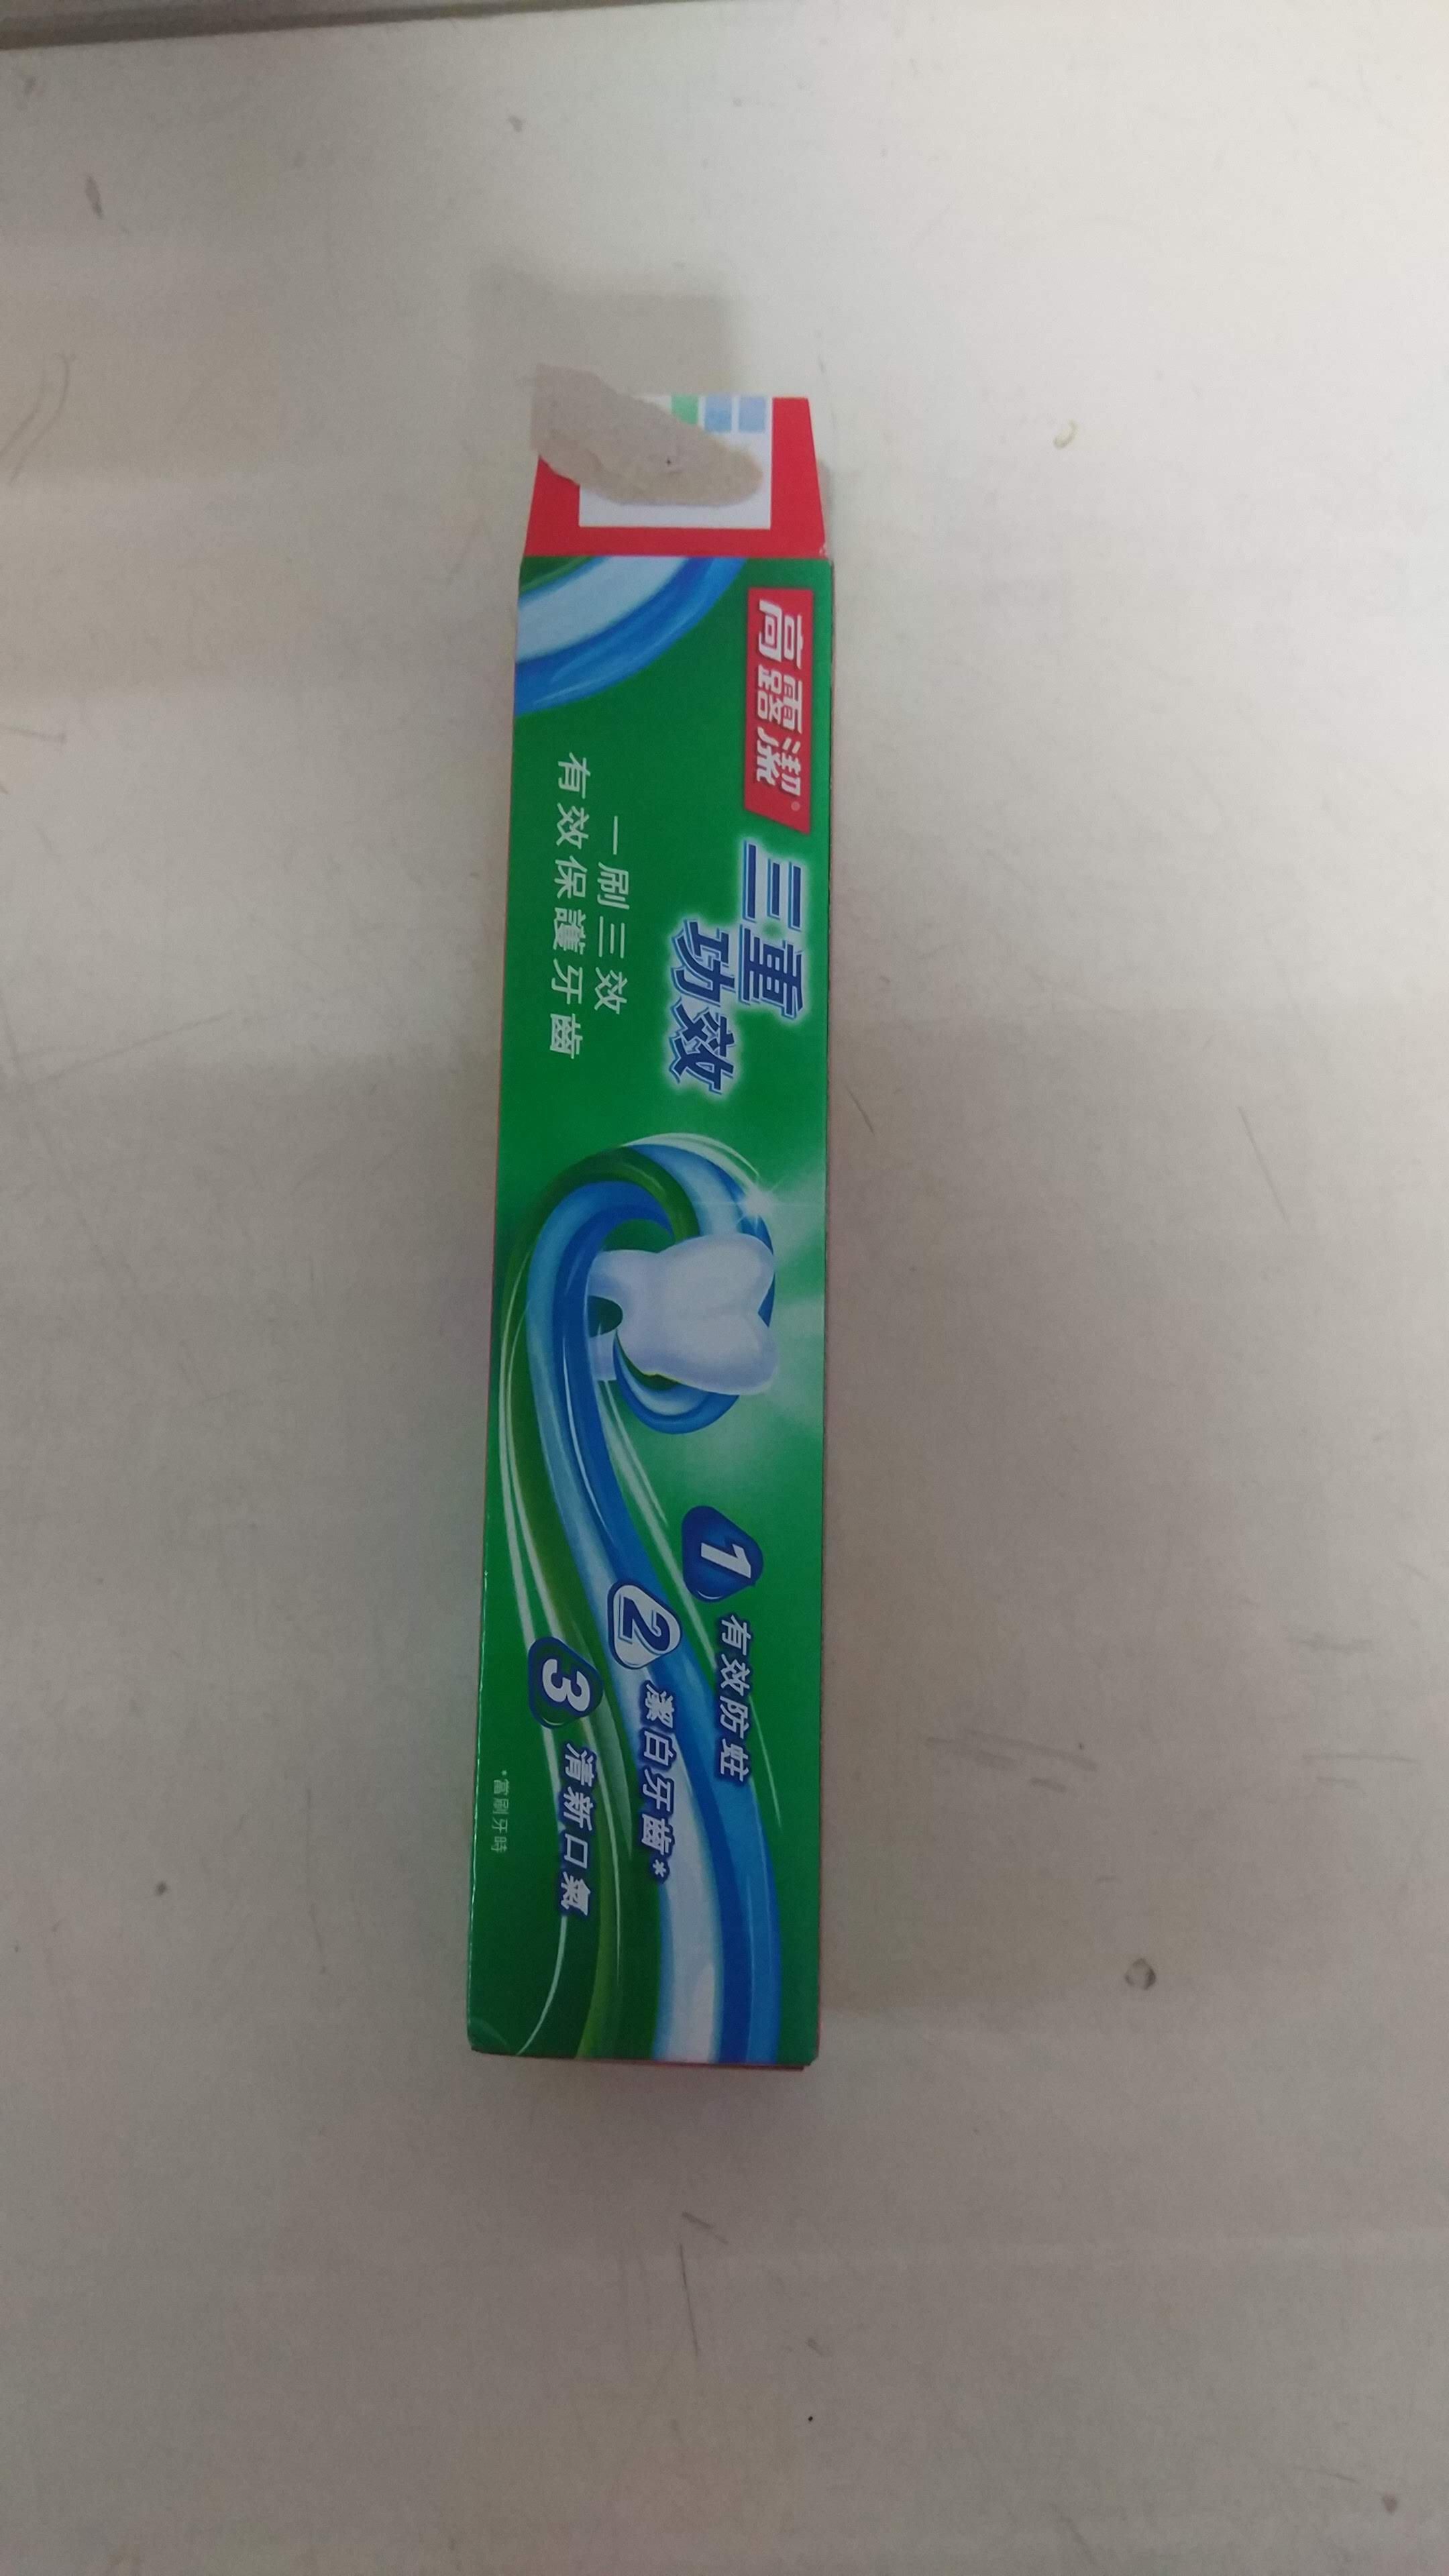 高露潔®
三重
功效
一刷三效
有效保護牙齒
1 有效防蛀
2 潔白牙齒*
3 清新口氣
*當刷牙時